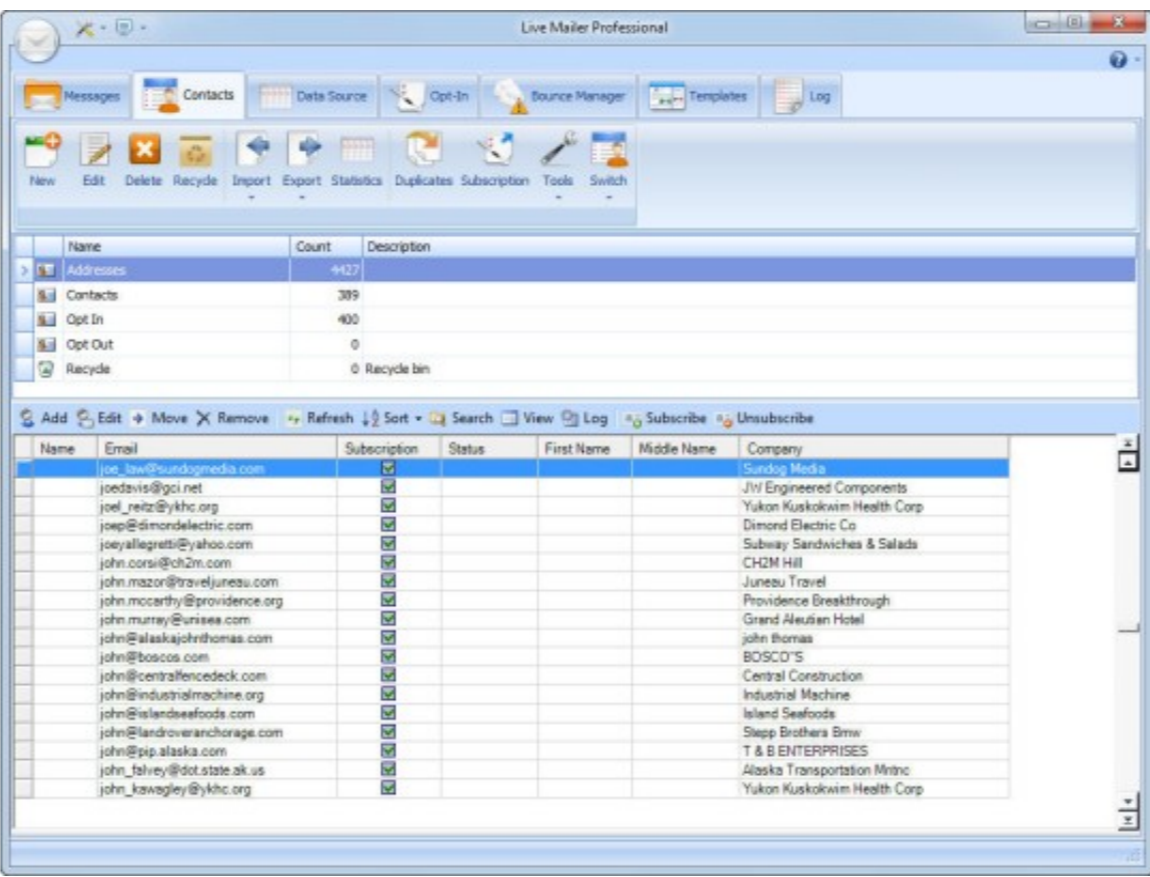 Live Mailer Professional
Messages Contacts Data Source Opt-In Bounce Manager Templates Log
New Edit Delete Recycle Import Export Statistics Duplicates Subscription Tools Switch
Name Count Description
Addresses 4427
Contacts 389
Opt In 400
Opt Out 0
Recycle 0 Recycle bin
Add Edit Move Remove Refresh Sort Search View Log Subscribe Unsubscribe
Name Email Subscription Status First Name Middle Name Company
joe_law@sundogmedia.com Sundog Media
joedavis@gci.net JW Engineered Components
joel_reitz@ykhc.org Yukon Kuskokwim Health Corp
joep@dimondelectric.com Dimond Electric Co
joeyallegretti@yahoo.com Subway Sandwiches & Salads
john.corsi@ch2m.com CH2M Hill
john.mazor@traveljuneau.com Juneau Travel
john.mccarthy@providence.org Providence Breakthrough
john.murray@unisea.com Grand Aleutian Hotel
john@alaskajohnthomas.com john thomas
john@boscos.com BOSCO"S
john@centralfencedeck.com Central Construction
john@industrialmachine.org Industrial Machine
john@islandseafoods.com Island Seafoods
john@landroveranchorage.com Stepp Brothers Bmw
john@pip.alaska.com T & B ENTERPRISES
john_falvey@dot.state.ak.us Alaska Transportation Mntnc
john_kawagley@ykhc.org Yukon Kuskokwim Health Corp